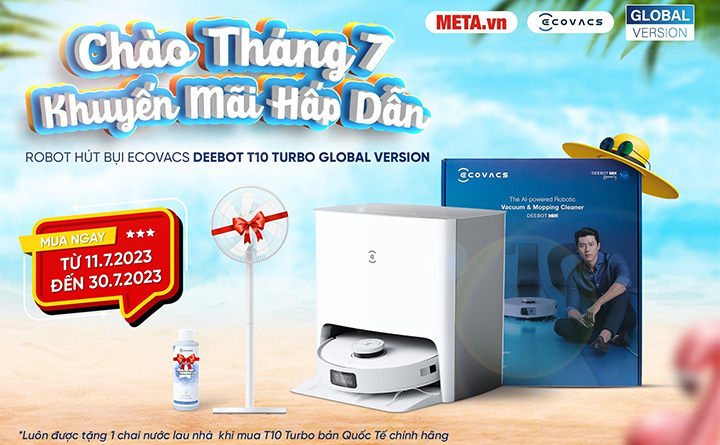 META.vn
ECOVACS
GLOBAL
VERSION
Chào Tháng 7
Khuyến Mãi Hấp Dẫn
ROBOT HÚT BỤI ECOVACS DEEBOT T10 TURBO GLOBAL VERSION
MUA NGAY ★★★
TỪ 11.7.2023
ĐẾN 30.7.2023
ECOVACS
The AI-powered Robotic
Vacuum & Mopping Cleaner
*Luôn được tặng 1 chai nước lau nhà khi mua T10 Turbo bản Quốc Tế chính hãng